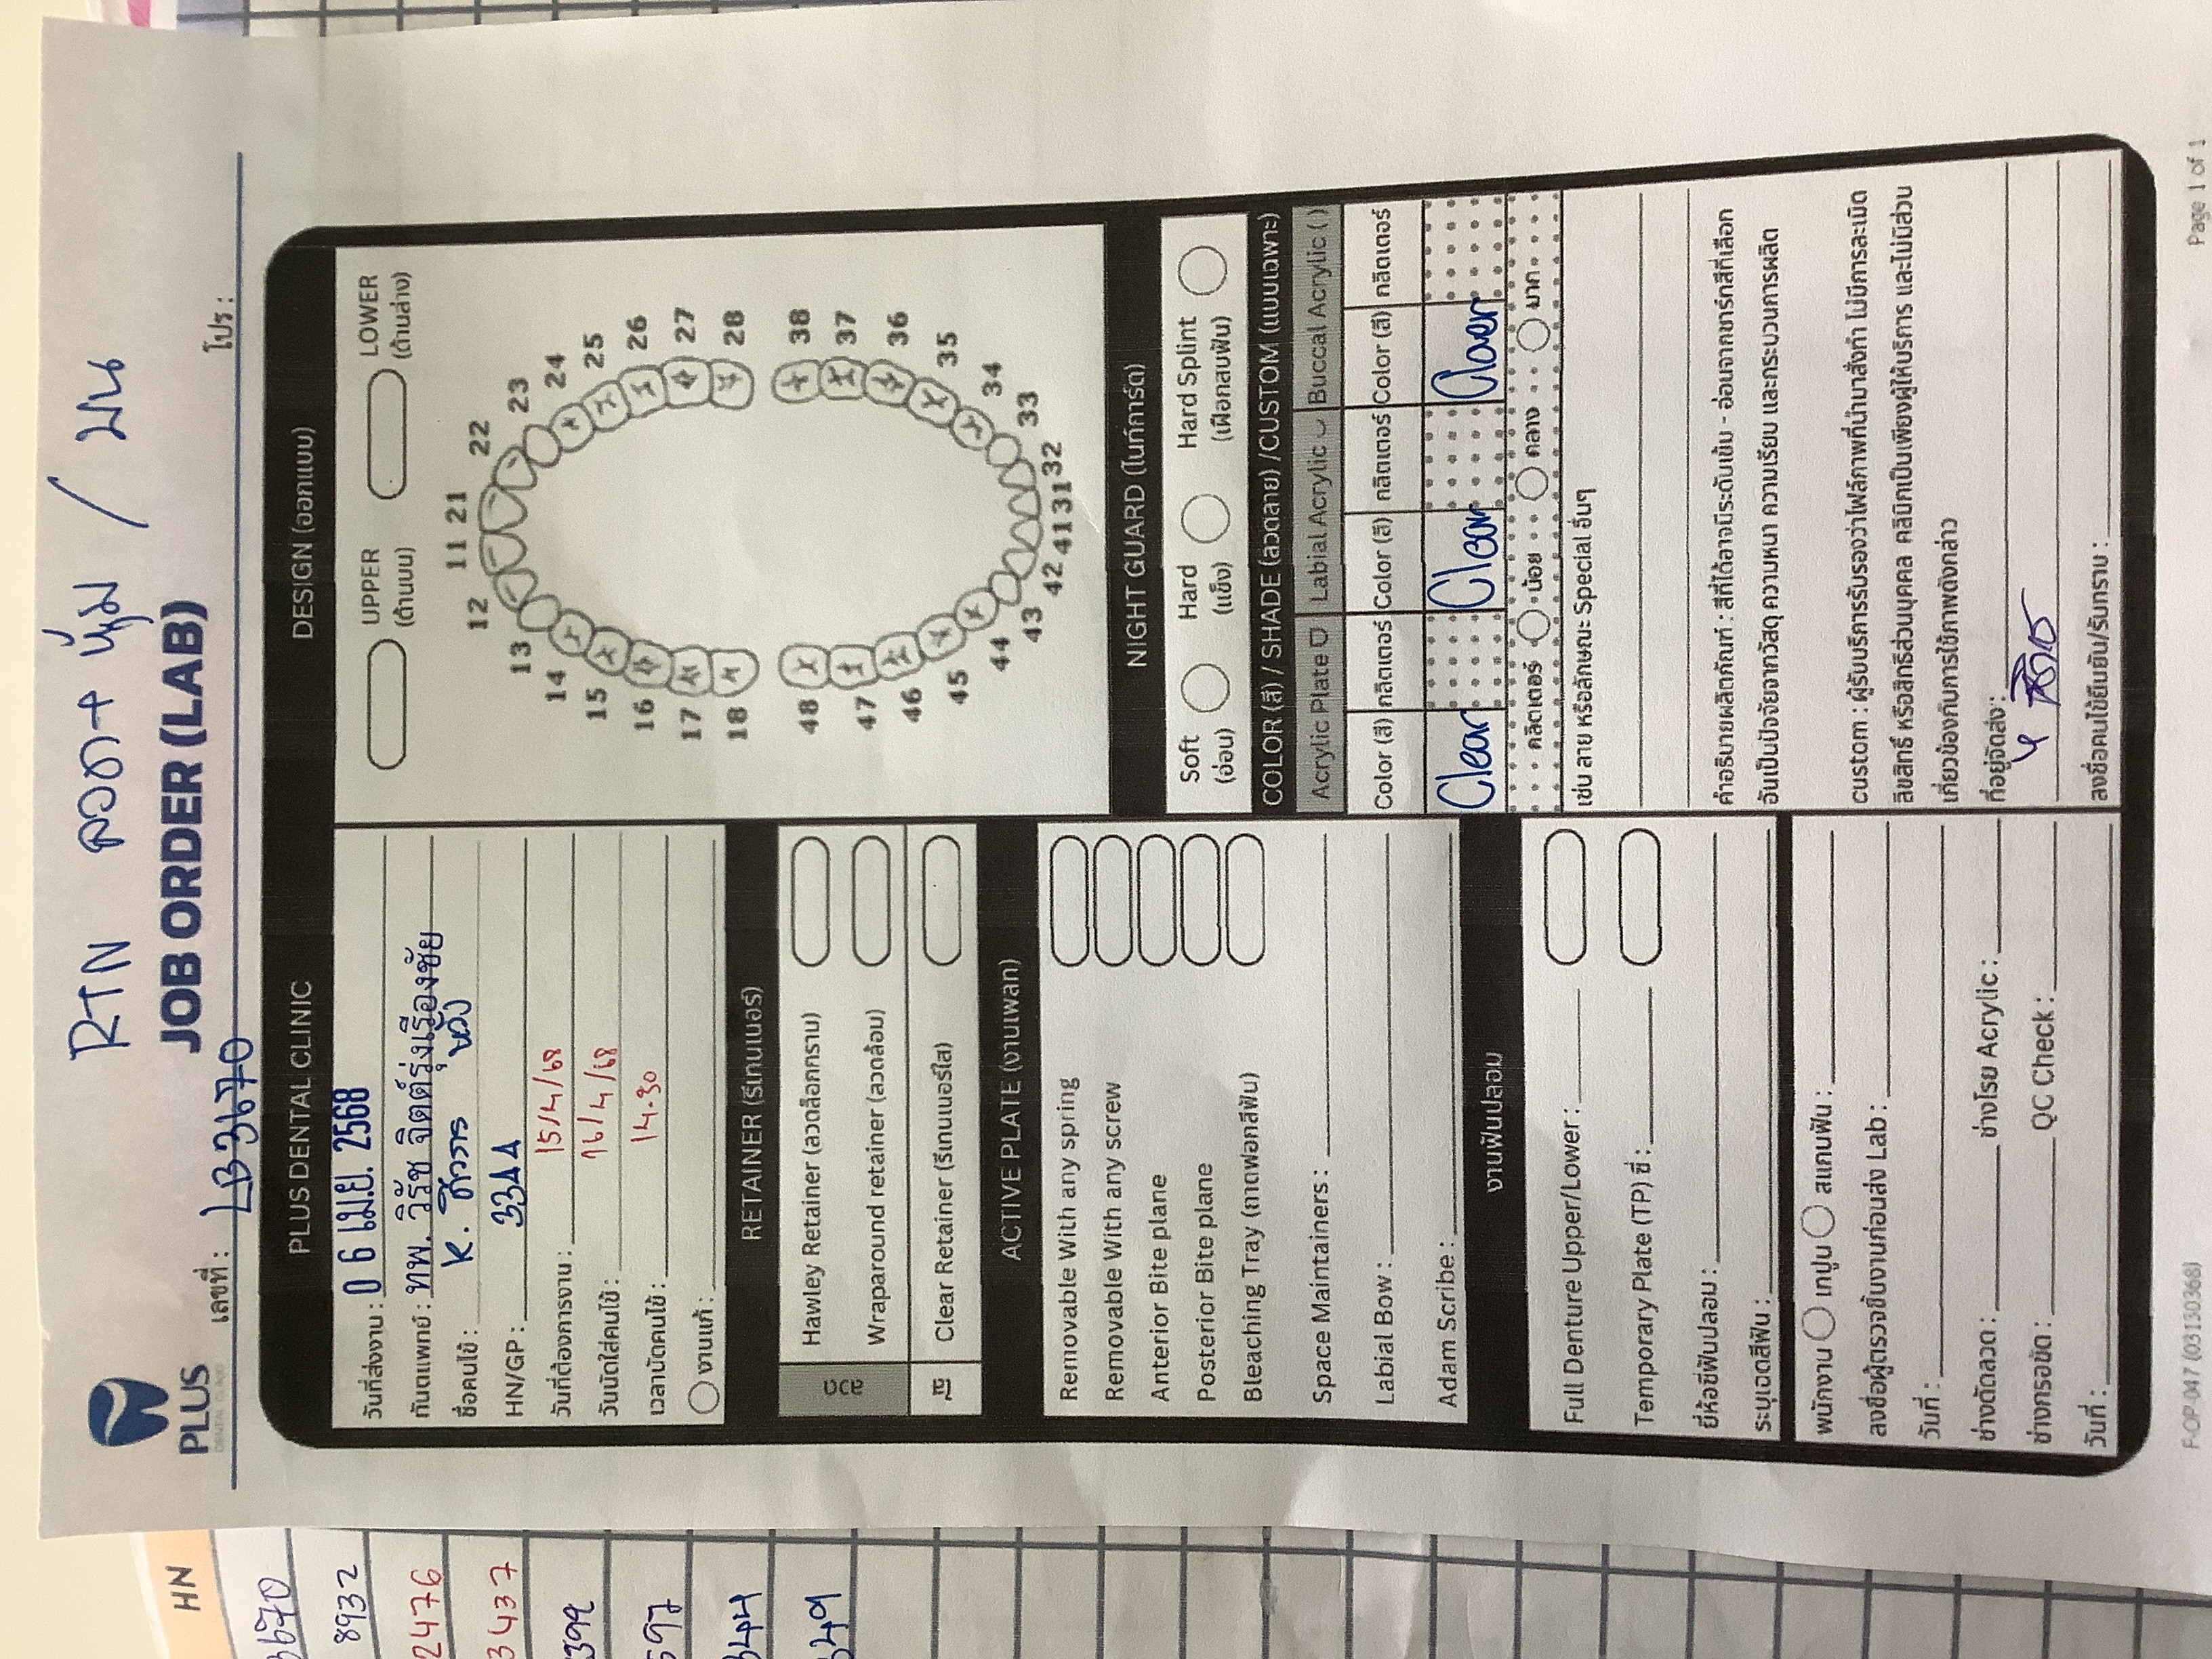 RTN ลวด + หุ้ม / บน
PLUS
DENTAL CLINIC
JOB ORDER (LAB)
เลขที่ : LB3670
โปร :
HN
3670
8932
2476
3437
399
597
344
349
PLUS DENTAL CLINIC
วันที่ส่งงาน : 0 6 เม.ย. 2568
ทันตแพทย์ : ทพ. วิรัช จิตต์รุ่งเรืองชัย
ชื่อคนไข้ : K.
HN/GP : 3344
วันที่ต้องการงาน : 15/4/68
วันนัดใส่คนไข้ : 16/4/68
เวลานัดคนไข้ : 14.30
งานแก้ :
RETAINER (รีเทนเนอร์)
ลวด
Hawley Retainer (ลวดล็อกกราม)
Wraparound retainer (ลวดล้อม)
ใส
Clear Retainer (รีเทนเนอร์ใส)
ACTIVE PLATE (งานเพลท)
Removable With any spring
Removable With any screw
Anterior Bite plane
Posterior Bite plane
Bleaching Tray (ถาดฟอกสีฟัน)
Space Maintainers :
Labial Bow :
Adam Scribe :
งานฟันปลอม
Full Denture Upper/Lower :
Temporary Plate (TP) ซี่ :
ยี่ห้อซี่ฟันปลอม :
ระบุเฉดสีฟัน :
พนักงาน เทปูน สแกนฟัน :
ลงชื่อผู้ตรวจชิ้นงานก่อนส่ง Lab :
วันที่ :
ช่างดัดลวด : ช่างโรย Acrylic :
ช่างกรอขัด : QC Check :
วันที่ :
DESIGN (ออกแบบ)
UPPER (ด้านบน) LOWER (ด้านล่าง)
11 21
12 22
13 23
14 24
15 25
16 26
17 27
18 28
48 38
47 37
46 36
45 35
44 34
43 33
42 41 31 32
NIGHT GUARD (ไนท์การ์ด)
Soft (อ่อน) Hard (แข็ง) Hard Splint (เฝือกสบฟัน)
COLOR (สี) / SHADE (ลวดลาย) /CUSTOM (แบบเฉพาะ)
Acrylic Plate Labial Acrylic Buccal Acrylic ( )
Color (สี) กลิตเตอร์ Color (สี) กลิตเตอร์ Color (สี) กลิตเตอร์
Clear Clear Claer
กลิตเตอร์ น้อย กลาง มาก
เช่น ลาย หรือลักษณะ Special อื่นๆ
คำอธิบายผลิตภัณฑ์ : สีที่ได้อาจมีระดับเข้ม - อ่อนจากชาร์ทสีที่เลือก
อันเป็นปัจจัยจากวัสดุ ความหนา ความเรียบ และกระบวนการผลิต
custom : ผู้รับบริการรับรองว่าไฟล์ภาพที่นำมาสั่งทำ ไม่มีการละเมิด
ลิขสิทธิ์ หรือสิทธิส่วนบุคคล คลินิกเป็นเพียงผู้ให้บริการ และไม่มีส่วน
เกี่ยวข้องกับการใช้ภาพดังกล่าว
ที่อยู่จัดส่ง :
ลงชื่อคนไข้ยืนยัน/รับทราบ :
F-OP-047 (03130368)
Page 1 of 1